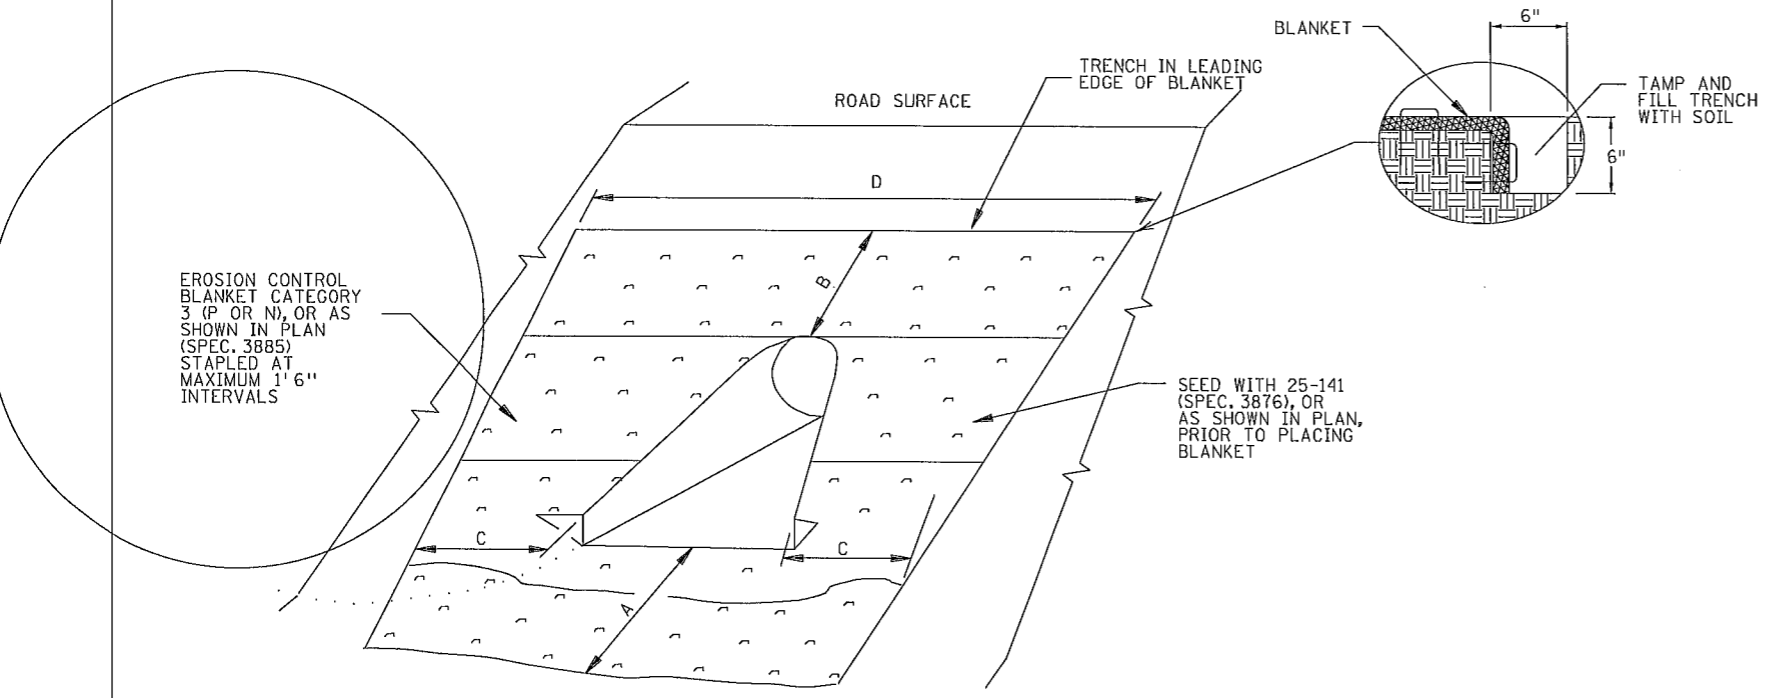 6"
BLANKET
TRENCH IN LEADING
EDGE OF BLANKET
TAMP AND
FILL TRENCH
WITH SOIL
6"
ROAD SURFACE
D
B
EROSION CONTROL
BLANKET CATEGORY
3 (P OR N), OR AS
SHOWN IN PLAN
(SPEC. 3885)
STAPLED AT
MAXIMUM 1'6"
INTERVALS
SEED WITH 25-141
(SPEC. 3876), OR
AS SHOWN IN PLAN,
PRIOR TO PLACING
BLANKET
C
C
A